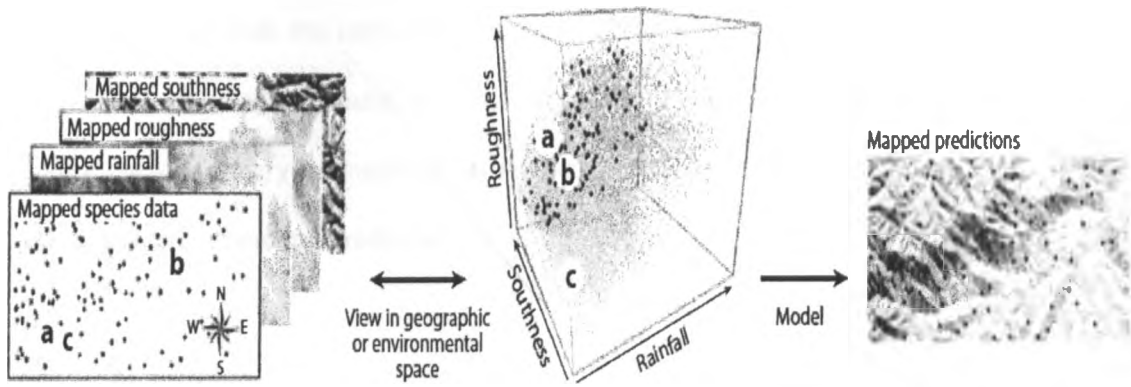 Mapped southness
Mapped roughness
Mapped rainfall
Mapped species data
b
a
c
N
W
E
S
View in geographic
or environmental
space
Roughness
a
b
c
Southness
Rainfall
Model
Mapped predictions